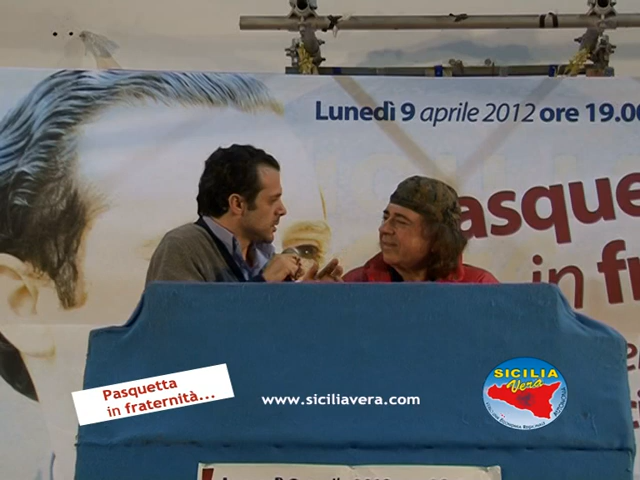 Lunedì 9 aprile 2012 ore 19.00
asque
in fr
Pasquetta
in fraternità...
www.siciliavera.com
SICILIA
Vera